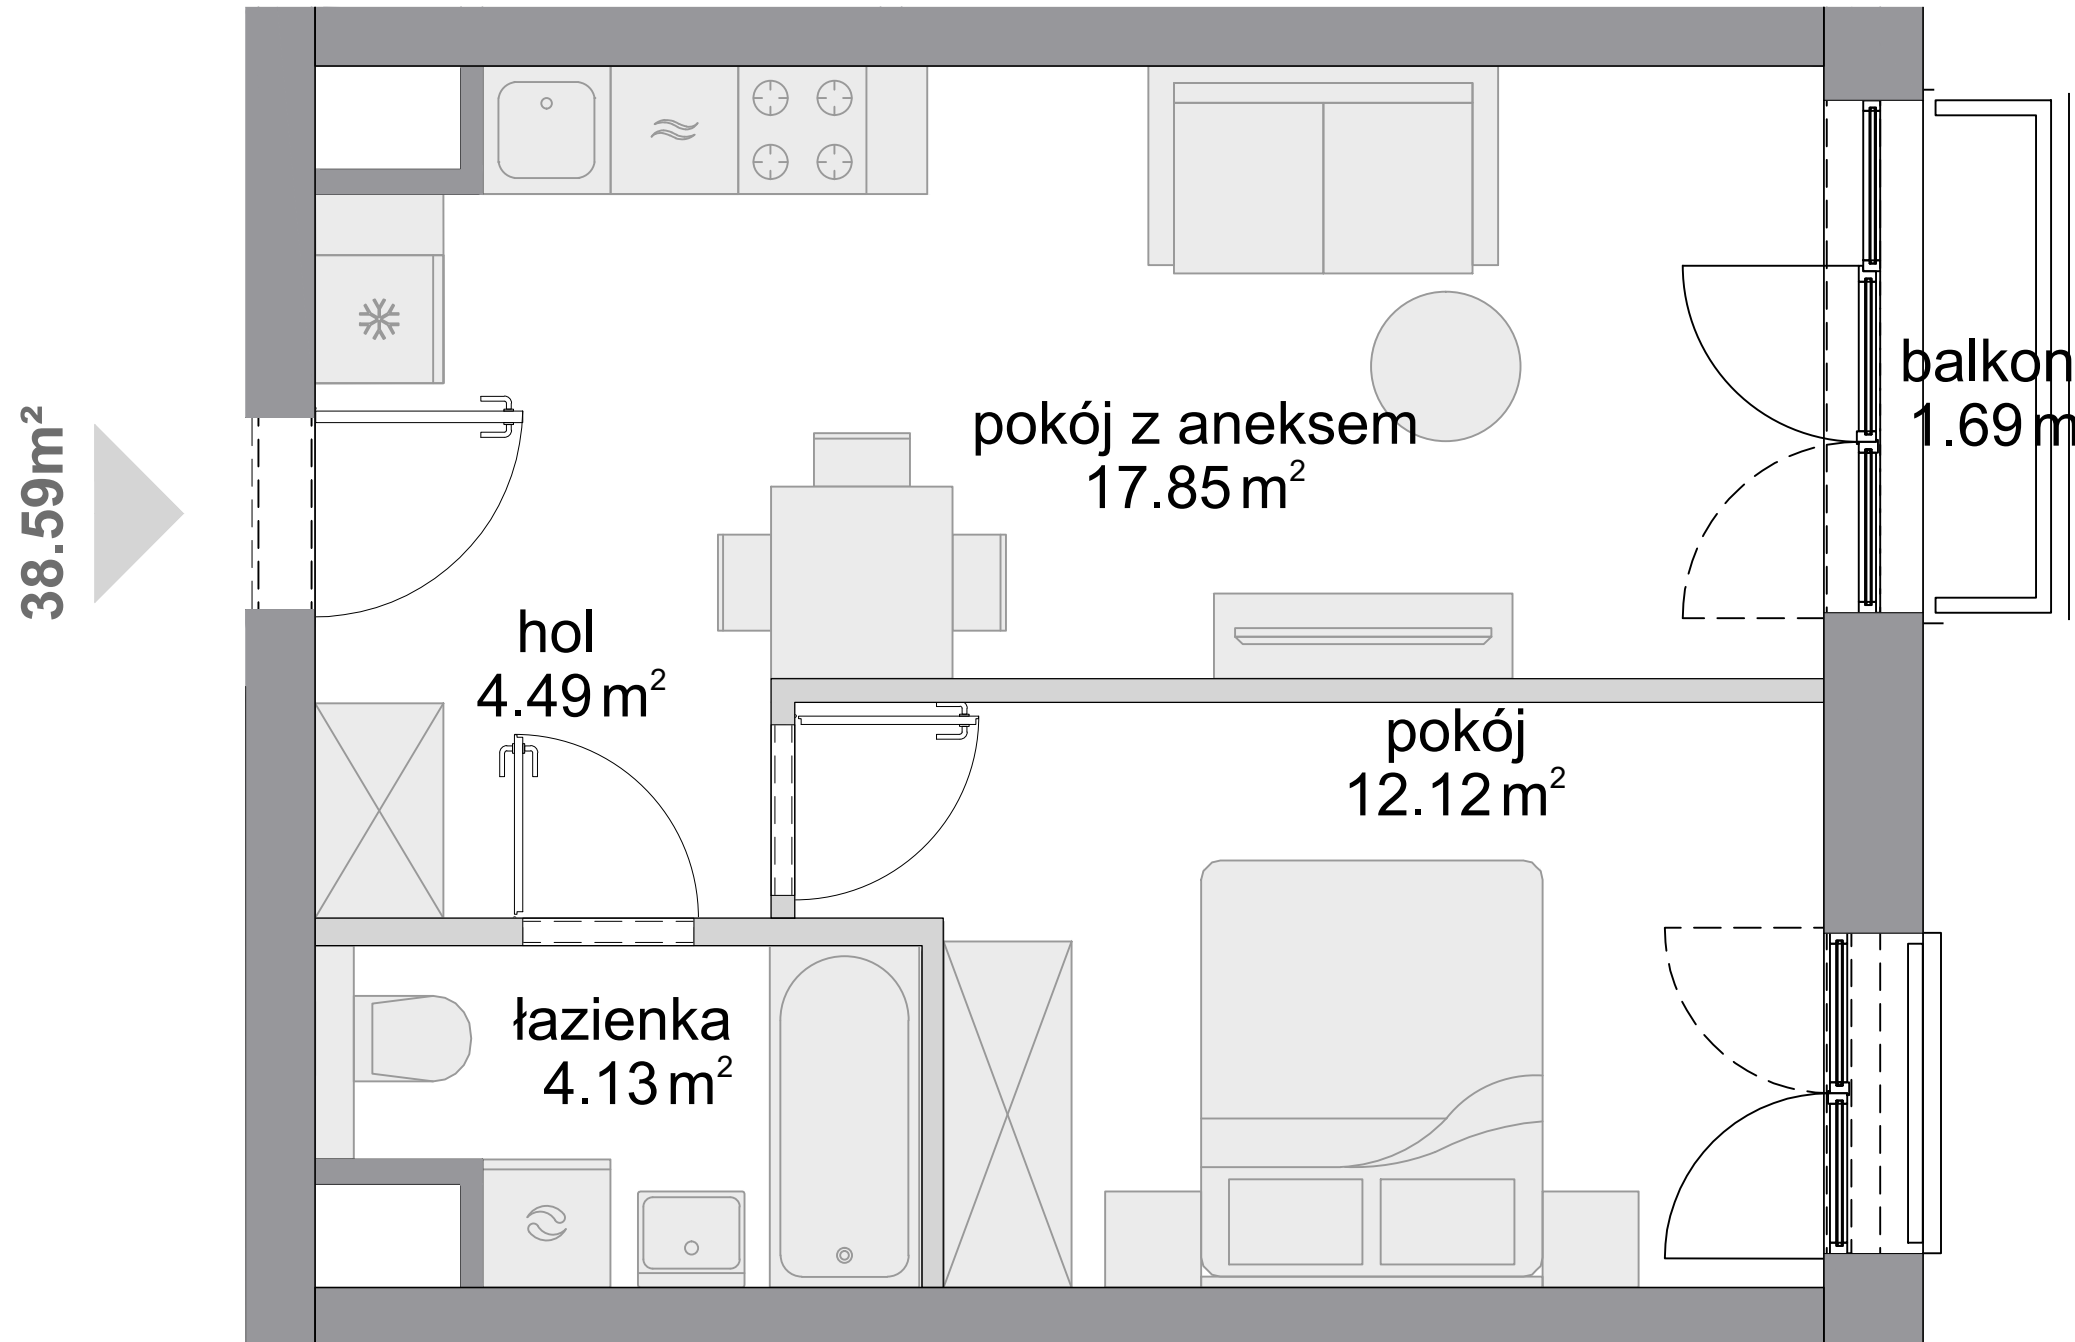 38.59m²
pokój z aneksem
17.85 m²
balkon
1.69 m
hol
4.49 m²
pokój
12.12 m²
łazienka
4.13 m²